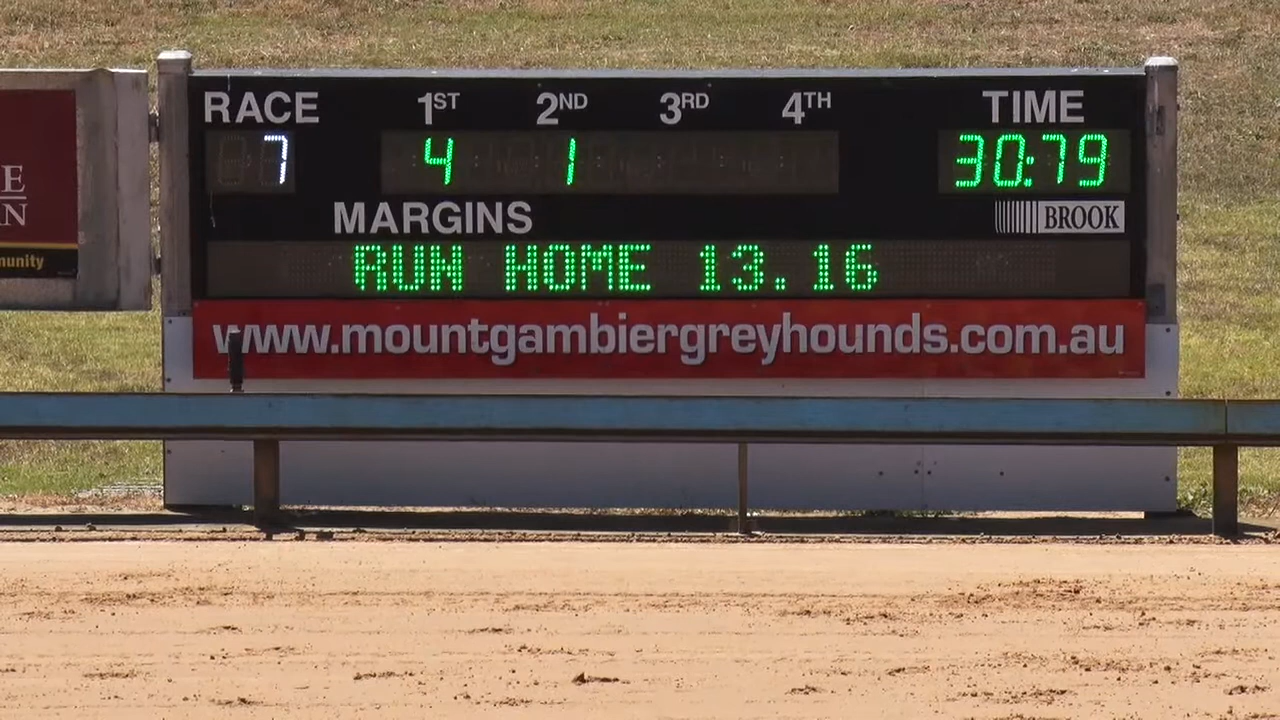 RACE 1ST 2ND 3RD 4TH TIME
7 4 1 30:79
MARGINS BROOK
RUN HOME 13.16
www.mountgambiergreyhounds.com.au